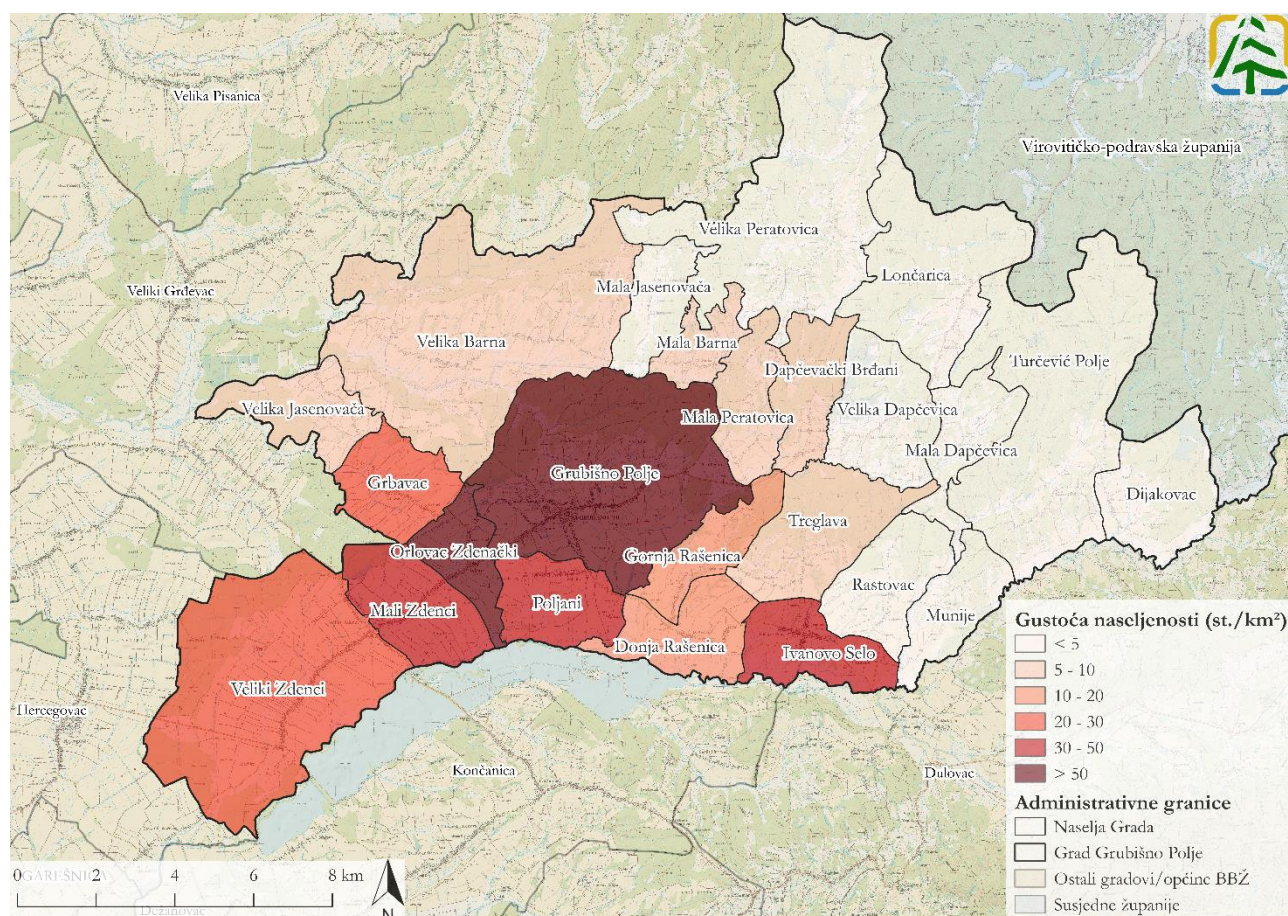 Velika Pisanica
Virovitičko-podravska županija
Velika Peratovica
Lončarica
Mala Jasenovača
Veliki Grđevac
Velika Barna
Mala Barna
Dapčevački Brđani
Turčević Polje
Velika Jasenovača
Mala Peratovica
Velika Dapčevica
Mala Dapčevica
Grubišno Polje
Grbavac
Dijakovac
Treglava
Orlovac Zdenački
Gornja Rašenica
Rastovac
Mali Zdenci
Poljani
Munije
Donja Rašenica
Ivanovo Selo
Veliki Zdenci
Hercegovac
Končanica
Dulovac
Gustoća naseljenosti (st./km²)
< 5
5 - 10
10 - 20
20 - 30
30 - 50
> 50
Administrativne granice
Naselja Grada
Grad Grubišno Polje
Ostali gradovi/općine BBŽ
Susjedne županije
0 2 4 6 8 km
GAREŠNICA
Dežanovac
N